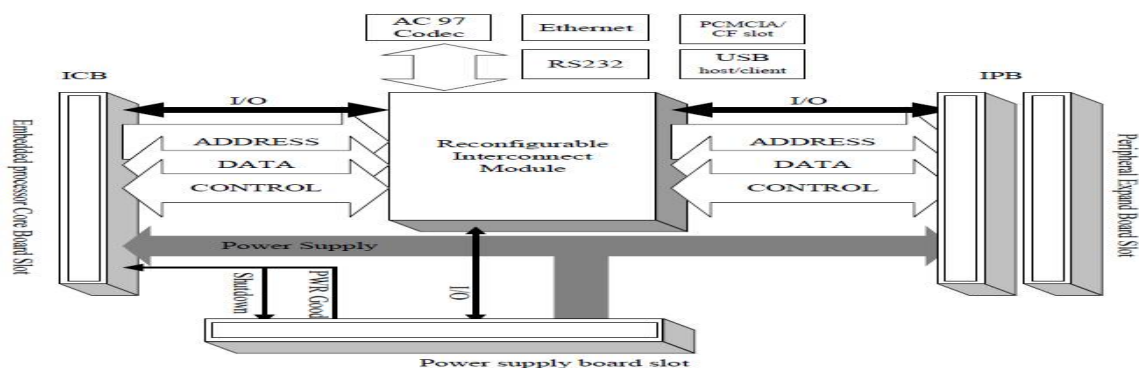 AC 97
Codec
Ethernet
PCMCIA/
CF slot
RS232
USB
host/client
ICB
IPB
I/O
I/O
ADDRESS
DATA
CONTROL
Reconfigurable
Interconnect
Module
ADDRESS
DATA
CONTROL
Embedded processor Core Board Slot
Peripheral Expand Board Slot
Power Supply
Shutdown
PWR Good
I/O
Power supply board slot